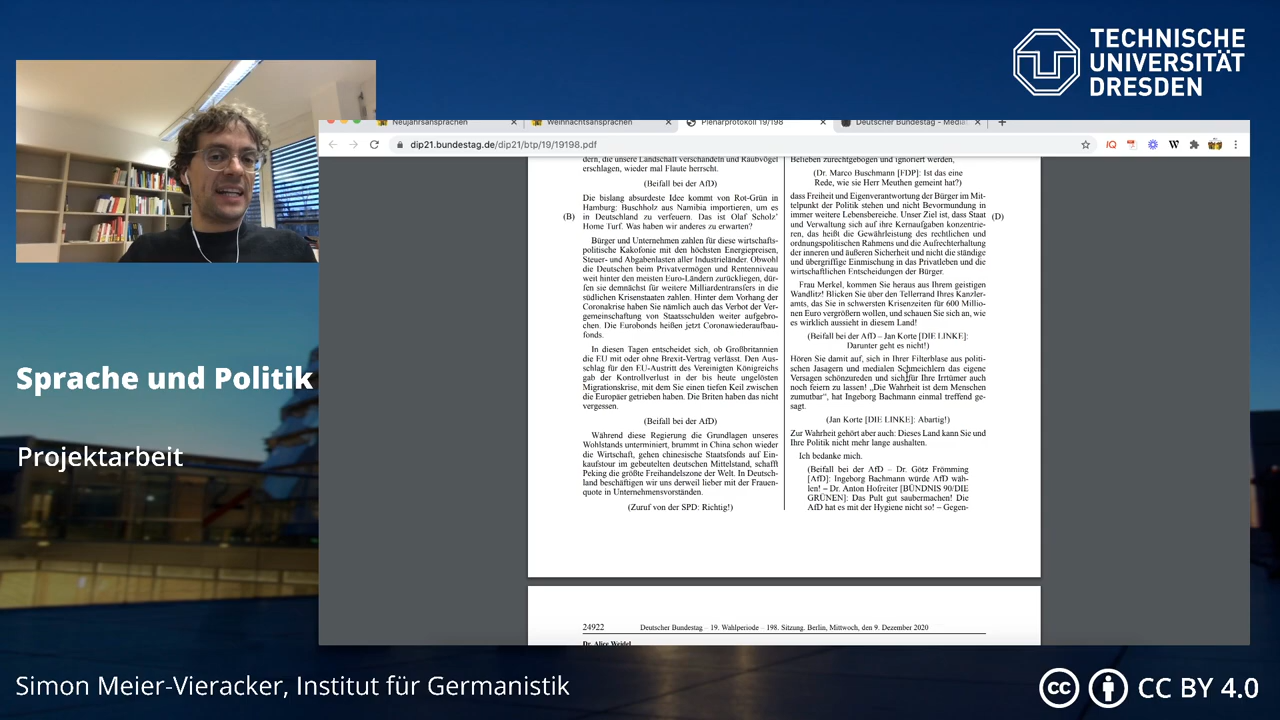 TECHNISCHE
UNIVERSITÄT
DRESDEN
Neujahrsansprachen
Weihnachtsansprachen
Plenarprotokoll 19/198
Deutscher Bundestag - Media
dip21.bundestag.de/dip21/btp/19/19198.pdf
dern, die unsere Landschaft verschandeln und Raubvögel
erschlagen, wieder mal Flaute herrscht.
(Beifall bei der AfD)
Die bislang absurdeste Idee kommt von Rot-Grün in
Hamburg: Buschholz aus Namibia importieren, um es
(B) in Deutschland zu verfeuern. Das ist Olaf Scholz'
Home Turf. Was haben wir anderes zu erwarten?
Bürger und Unternehmen zahlen für diese wirtschafts-
politische Kakofonie mit den höchsten Energiepreisen,
Steuer- und Abgabenlasten aller Industrieländer. Obwohl
die Deutschen beim Privatvermögen und Rentenniveau
weit hinter den meisten Euro-Ländern zurückliegen, dür-
fen sie demnächst für weitere Milliardentransfers in die
südlichen Krisenstaaten zahlen. Hinter dem Vorhang der
Coronakrise haben Sie nämlich auch das Verbot der Ver-
gemeinschaftung von Staatsschulden weiter aufgebro-
chen. Die Eurobonds heißen jetzt Coronawiederaufbau-
fonds.
In diesen Tagen entscheidet sich, ob Großbritannien
die EU mit oder ohne Brexit-Vertrag verlässt. Den Aus-
schlag für den EU-Austritt des Vereinigten Königreichs
gab der Kontrollverlust in der bis heute ungelösten
Migrationskrise, mit dem Sie einen tiefen Keil zwischen
die Europäer getrieben haben. Die Briten haben das nicht
vergessen.
(Beifall bei der AfD)
Während diese Regierung die Grundlagen unseres
Wohlstands unterminiert, brummt in China schon wieder
die Wirtschaft, gehen chinesische Staatsfonds auf Ein-
kaufstour im gebeutelten deutschen Mittelstand, schafft
Peking die größte Freihandelszone der Welt. In Deutsch-
land beschäftigen wir uns derweil lieber mit der Frauen-
quote in Unternehmensvorständen.
(Zuruf von der SPD: Richtig!)
Belieben zurechtgebogen und ignoriert werden,
(Dr. Marco Buschmann [FDP]: Ist das eine
Rede, wie sie Herr Meuthen gemeint hat?)
dass Freiheit und Eigenverantwortung der Bürger im Mit-
telpunkt der Politik stehen und nicht Bevormundung in
immer weitere Lebensbereiche. Unser Ziel ist, dass Staat (D)
und Verwaltung sich auf ihre Kernaufgaben konzentrie-
ren, das heißt die Gewährleistung des rechtlichen und
ordnungspolitischen Rahmens und die Aufrechterhaltung
der inneren und äußeren Sicherheit und nicht die ständige
und übergriffige Einmischung in das Privatleben und die
wirtschaftlichen Entscheidungen der Bürger.
Frau Merkel, kommen Sie heraus aus Ihrem geistigen
Wandlitz! Blicken Sie über den Tellerrand Ihres Kanzler-
amts, das Sie in schwersten Krisenzeiten für 600 Millio-
nen Euro vergrößern wollen, und schauen Sie sich an, wie
es wirklich aussieht in diesem Land!
(Beifall bei der AfD – Jan Korte [DIE LINKE]:
Darunter geht es nicht!)
Hören Sie damit auf, sich in Ihrer Filterblase aus politi-
schen Jasagern und medialen Schmeichlern das eigene
Versagen schönzureden und sich für Ihre Irrtümer auch
noch feiern zu lassen! „Die Wahrheit ist dem Menschen
zumutbar“, hat Ingeborg Bachmann einmal treffend ge-
sagt.
(Jan Korte [DIE LINKE]: Abartig!)
Zur Wahrheit gehört aber auch: Dieses Land kann Sie und
Ihre Politik nicht mehr lange aushalten.
Ich bedanke mich.
(Beifall bei der AfD – Dr. Götz Frömming
[AfD]: Ingeborg Bachmann würde AfD wäh-
len! – Dr. Anton Hofreiter [BÜNDNIS 90/DIE
GRÜNEN]: Das Pult gut saubermachen! Die
AfD hat es mit der Hygiene nicht so! – Gegen-
24922 Deutscher Bundestag – 19. Wahlperiode – 198. Sitzung. Berlin, Mittwoch, den 9. Dezember 2020
Dr. Alice Weidel
Sprache und Politik
Projektarbeit
Simon Meier-Vieracker, Institut für Germanistik
CC BY 4.0